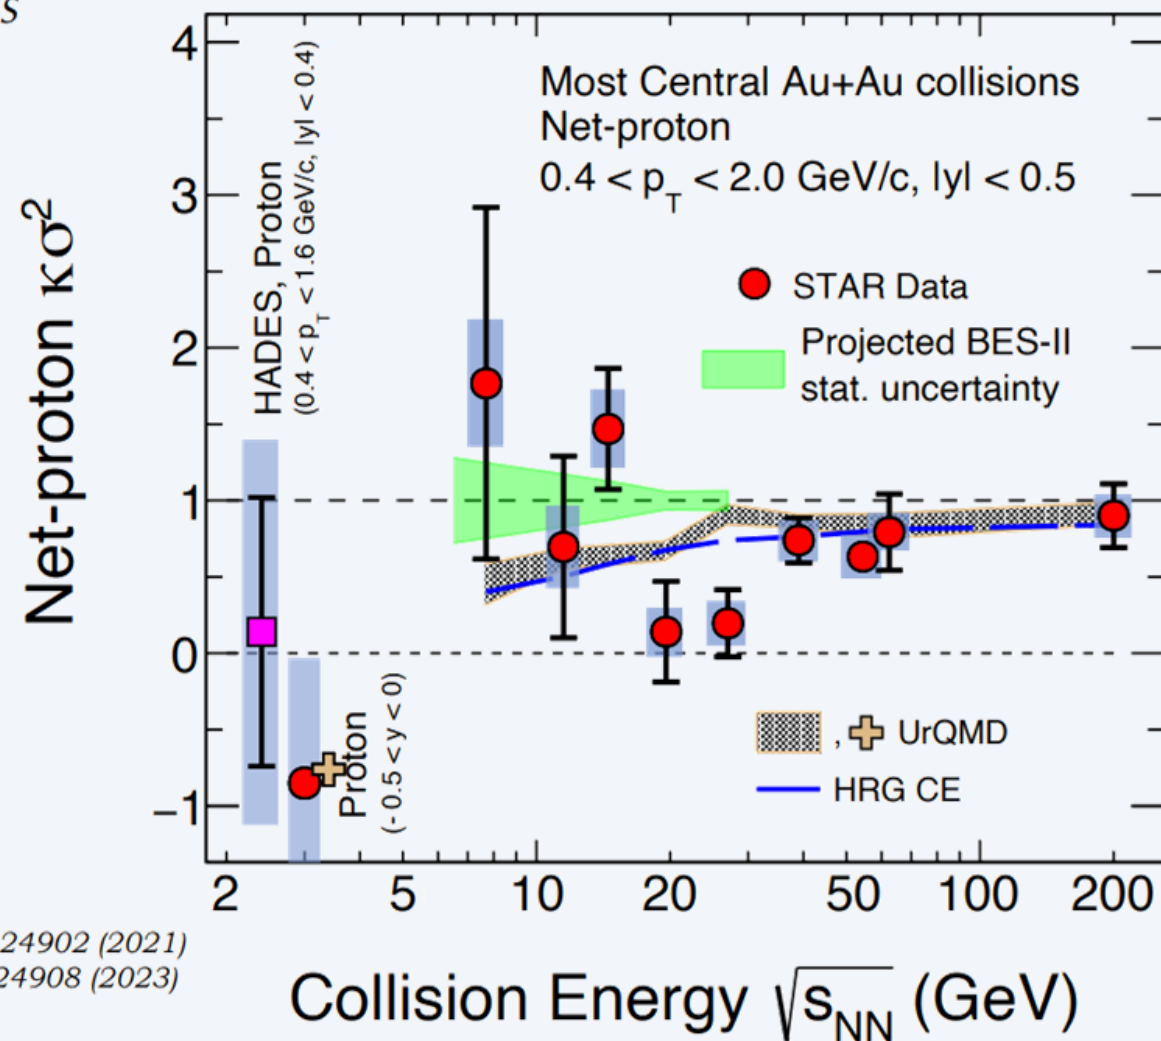 S
4
3
2
1
0
−1
Net-proton κσ²
HADES, Proton
(0.4 < p_T < 1.6 GeV/c, |y| < 0.4)
Most Central Au+Au collisions
Net-proton
0.4 < p_T < 2.0 GeV/c, |y| < 0.5
STAR Data
Projected BES-II
stat. uncertainty
Proton
(- 0.5 < y < 0)
, UrQMD
HRG CE
2 5 10 20 50 100 200
24902 (2021)
24908 (2023)
Collision Energy √s_NN (GeV)